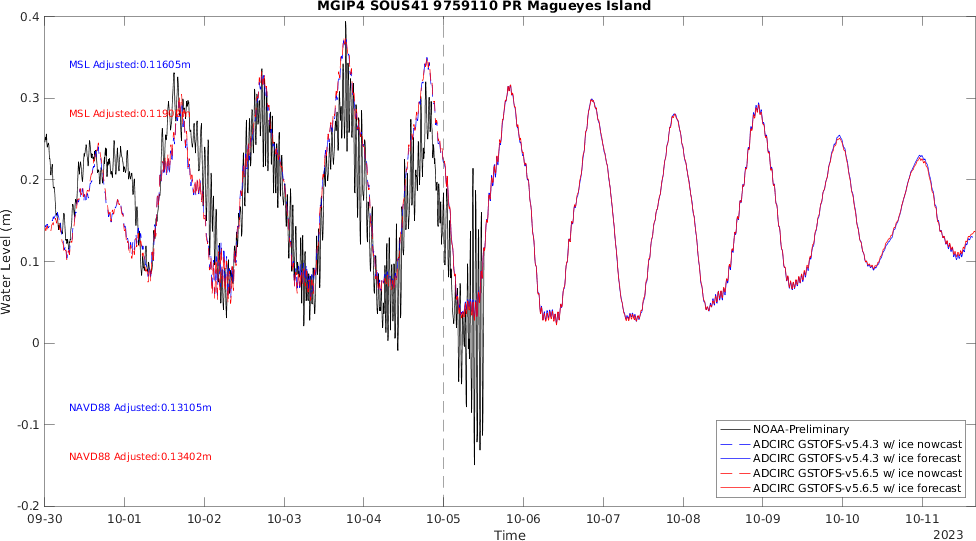 MGIP4 SOUS41 9759110 PR Magueyes Island
0.4
0.3
0.2
0.1
0
-0.1
-0.2
Water Level (m)
MSL Adjusted:0.11605m
MSL
NAVD88 Adjusted:0.13105m
NAVD88 Adjusted:0.13402m
NOAA-Preliminary
ADCIRC GSTOFS-v5.4.3 w/ ice nowcast
ADCIRC GSTOFS-v5.4.3 w/ ice forecast
ADCIRC GSTOFS-v5.6.5 w/ ice nowcast
ADCIRC GSTOFS-v5.6.5 w/ ice forecast
09-30 10-01 10-02 10-03 10-04 10-05 10-06 10-07 10-08 10-09 10-10 10-11
Time
2023